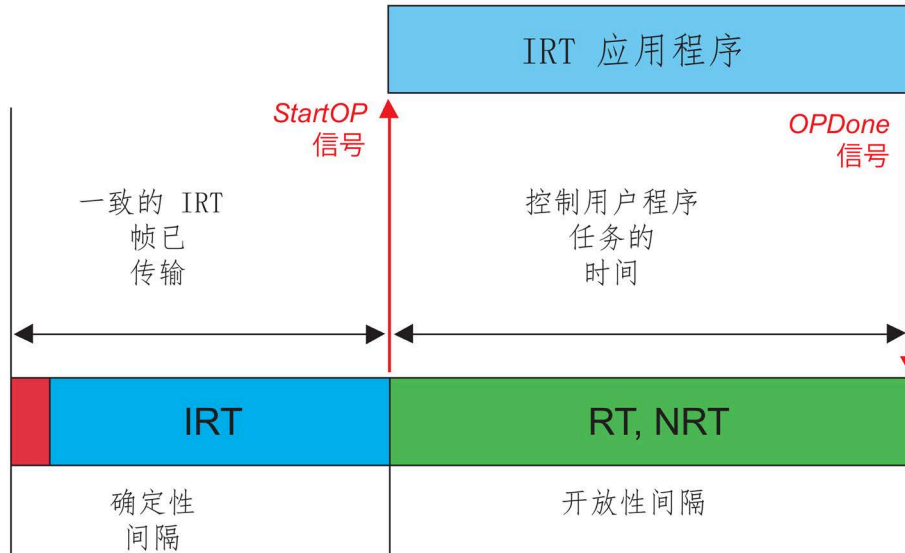 IRT 应用程序
StartOP
信号
OPDone
信号
一致的 IRT
帧已
传输
控制用户程序
任务的
时间
IRT
RT, NRT
确定性
间隔
开放性间隔